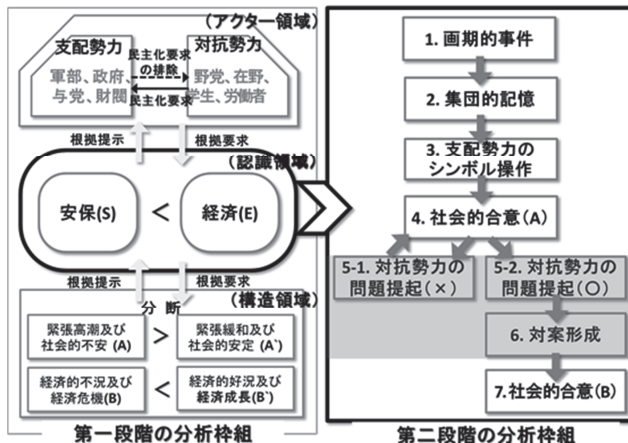 (アクター領域)
支配勢力
軍部、政府、
与党、財閥
民主化要求
の排除
民主化要求
対抗勢力
野党、在野、
学生、労働者
根拠提示
根拠要求
(認識領域)
安保(S)
<
経済(E)
根拠提示
根拠要求
(構造領域)
分 断
緊張高潮及び
社会的不安 (A)
>
緊張緩和及び
社会的安定 (A`)
経済的不況及び
経済危機(B)
<
経済的好況及び
経済成長(B`)
第一段階の分析枠組
1. 画期的事件
2. 集団的記憶
3. 支配勢力の
シンボル操作
4. 社会的合意(A)
5-1. 対抗勢力の
問題提起(×)
5-2. 対抗勢力の
問題提起(〇)
6. 対案形成
7. 社会的合意(B)
第二段階の分析枠組